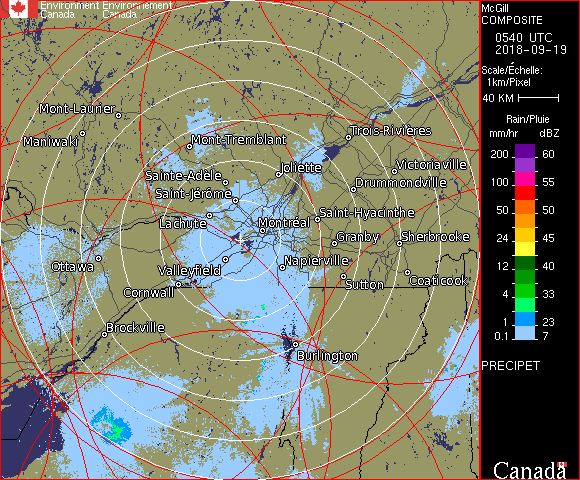 Environment Environnement
Canada Canada
McGill
COMPOSITE
0540 UTC
2018-09-19
Scale/Échelle:
1km/Pixel
40 KM
Rain/Pluie
mm/hr dBZ
200 60
100 55
50 50
24 45
12 40
4 33
1 23
0.1 7
PRECIPET
Canada
Mont-Laurier
Maniwaki
Mont-Tremblant
Trois-Rivières
Sainte-Adèle
Joliette
Victoriaville
Saint-Jérôme
Drummondville
Lachute
Montréal
Saint-Hyacinthe
Granby
Sherbrooke
Ottawa
Valleyfield
Napierville
Cornwall
Sutton
Coaticook
Brockville
Burlington